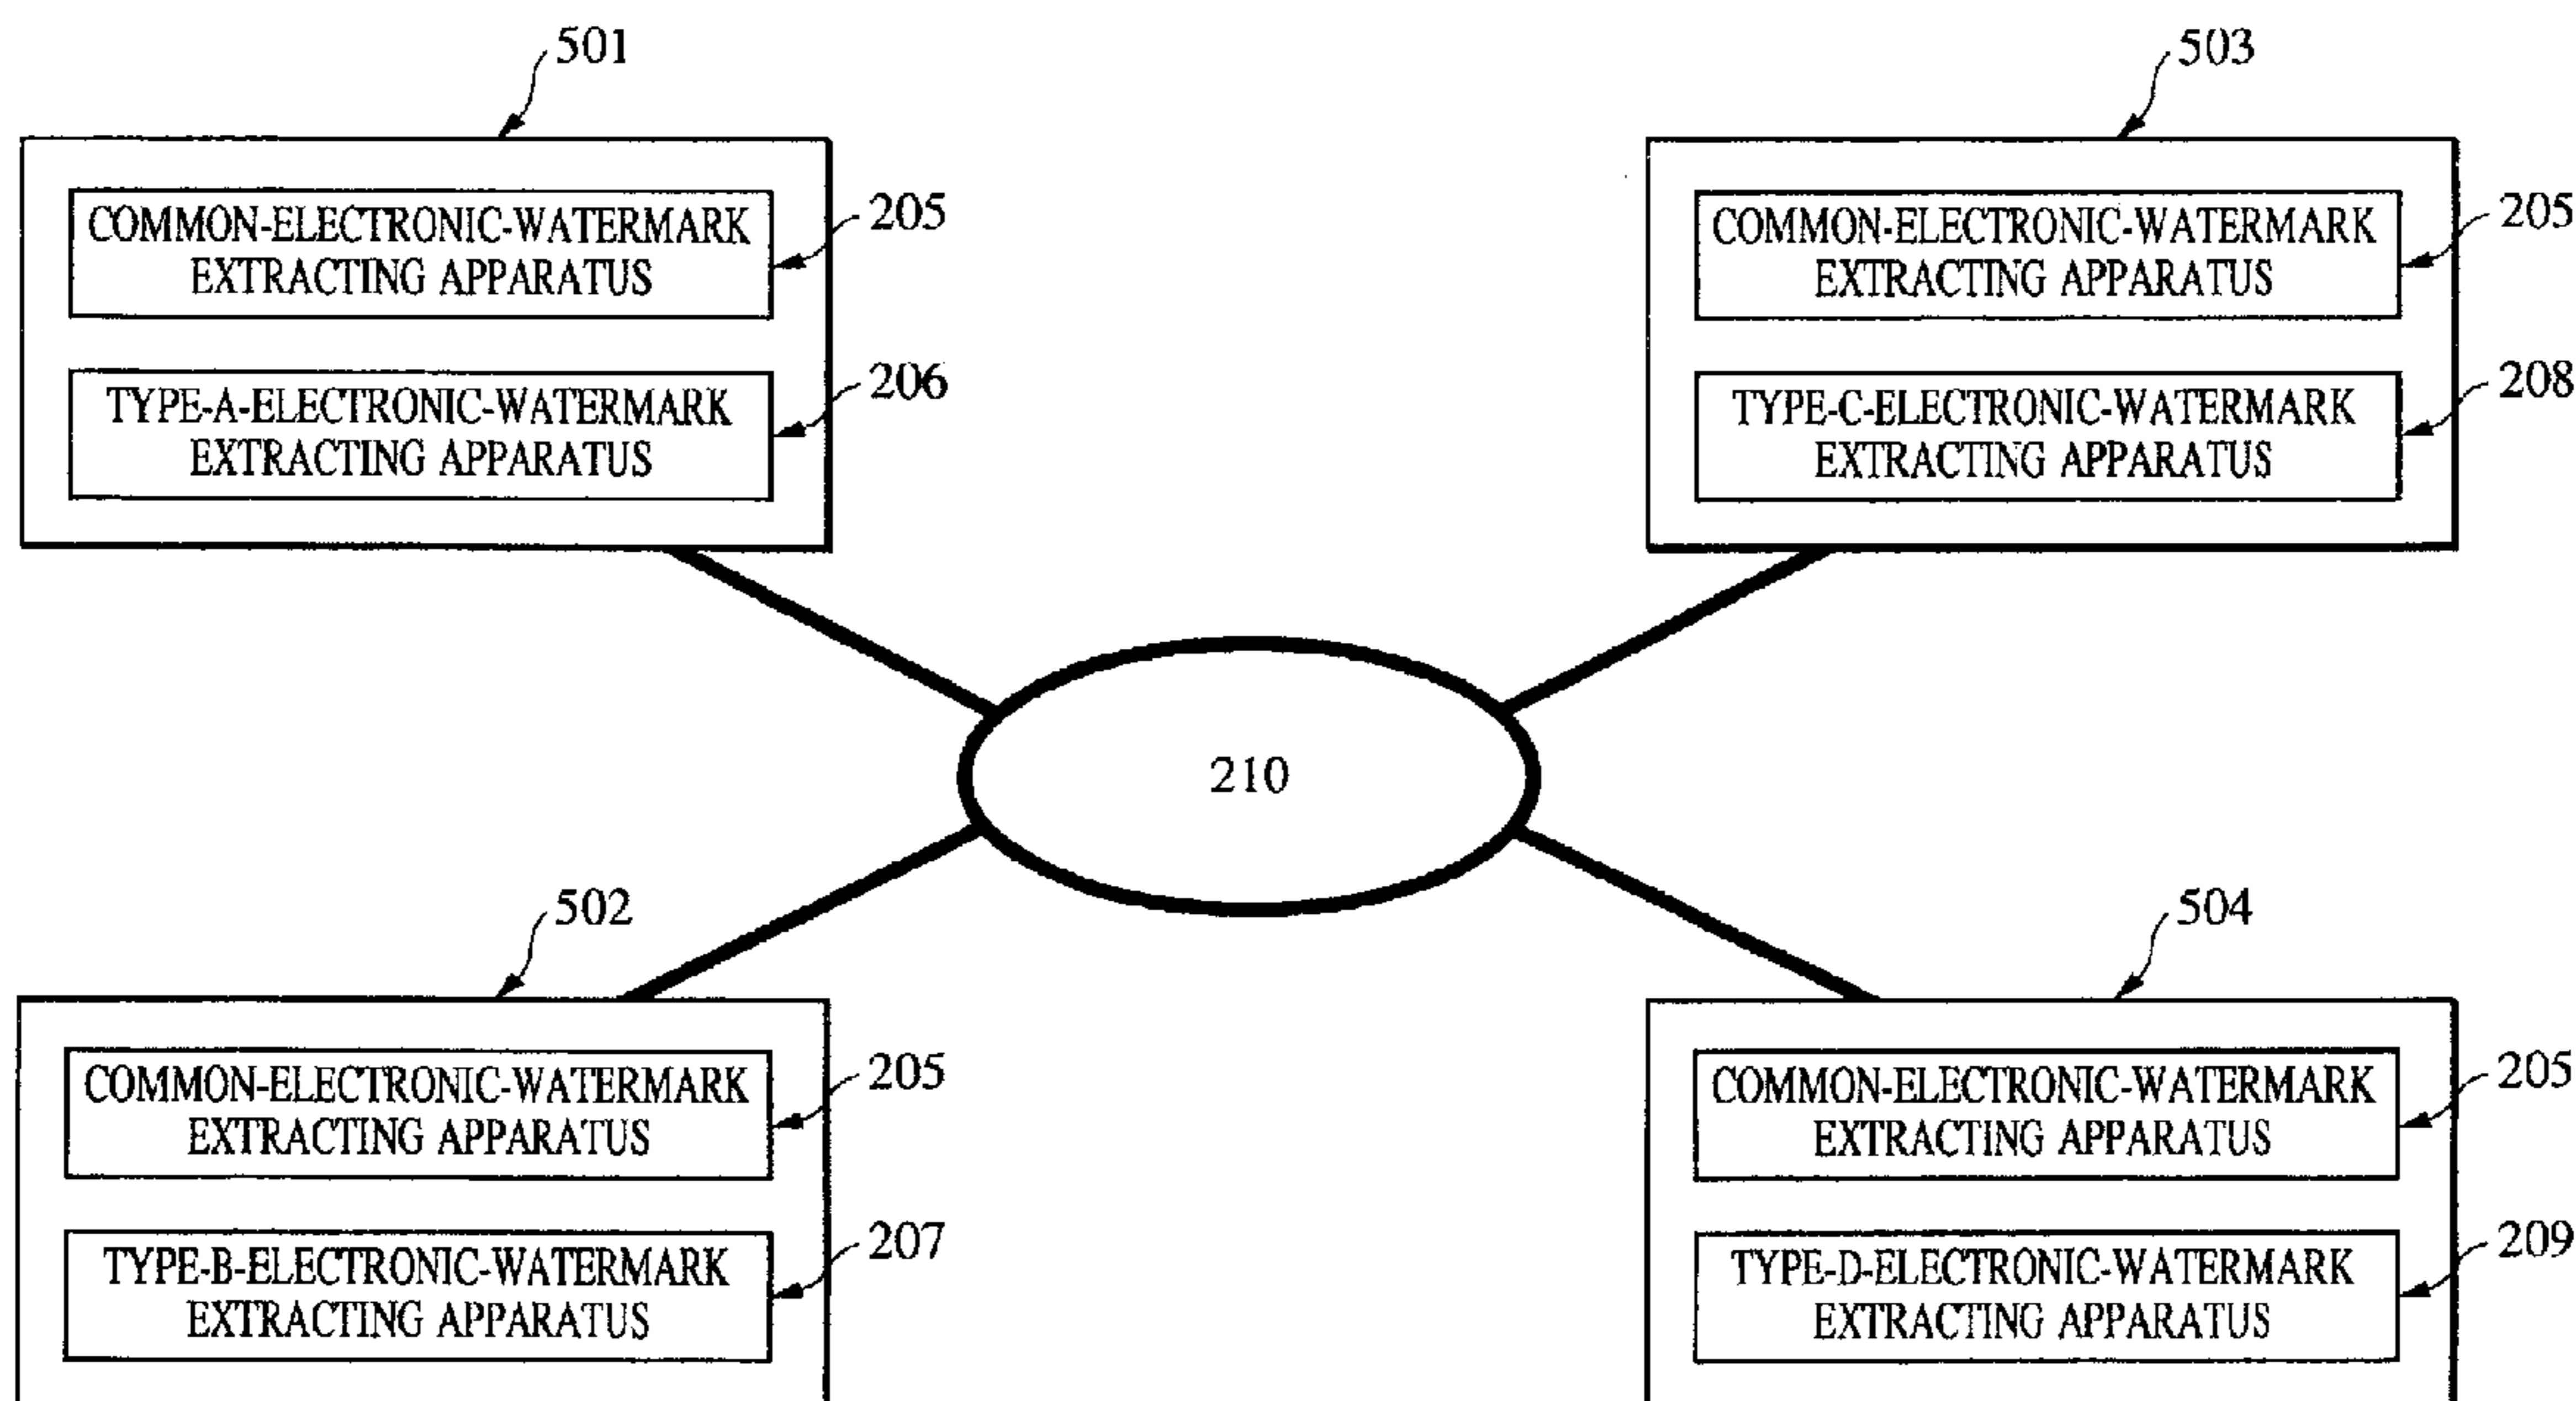 501
COMMON-ELECTRONIC-WATERMARK
EXTRACTING APPARATUS
205
TYPE-A-ELECTRONIC-WATERMARK
EXTRACTING APPARATUS
206
503
COMMON-ELECTRONIC-WATERMARK
EXTRACTING APPARATUS
205
TYPE-C-ELECTRONIC-WATERMARK
EXTRACTING APPARATUS
208
210
502
COMMON-ELECTRONIC-WATERMARK
EXTRACTING APPARATUS
205
TYPE-B-ELECTRONIC-WATERMARK
EXTRACTING APPARATUS
207
504
COMMON-ELECTRONIC-WATERMARK
EXTRACTING APPARATUS
205
TYPE-D-ELECTRONIC-WATERMARK
EXTRACTING APPARATUS
209